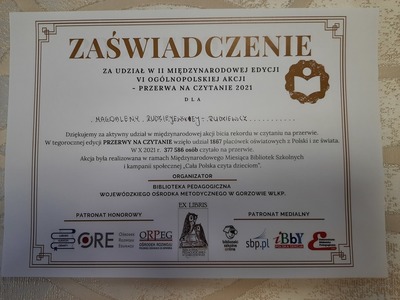 ZAŚWIADCZENIE
ZA UDZIAŁ W II MIĘDZYNARODOWEJ EDYCJI
VI OGÓLNOPOLSKIEJ AKCJI
- PRZERWA NA CZYTANIE 2021
DLA
MAGDALENY
Dziękujemy za aktywny udział w międzynarodowej akcji bicia rekordu w czytaniu na przerwie.
W tegorocznej edycji PRZERWY NA CZYTANIE wzięło udział 1867 placówek oświatowych z Polski i ze świata.
W X 2021 r. 377 566 osób czytało na przerwie.
Akcja była realizowana w ramach Międzynarodowego Miesiąca Bibliotek Szkolnych
i kampanii społecznej „Cała Polska czyta dzieciom".
ORGANIZATOR
BIBLIOTEKA PEDAGOGICZNA
WOJEWÓDZKIEGO OŚRODKA METODYCZNEGO W GORZOWIE WLKP.
PATRONAT HONOROWY
EX LIBRIS
PATRONAT MEDIALNY
ORE
Ośrodek
Rozwoju
Edukacji
ORPEG
sbp.pl
iBbY